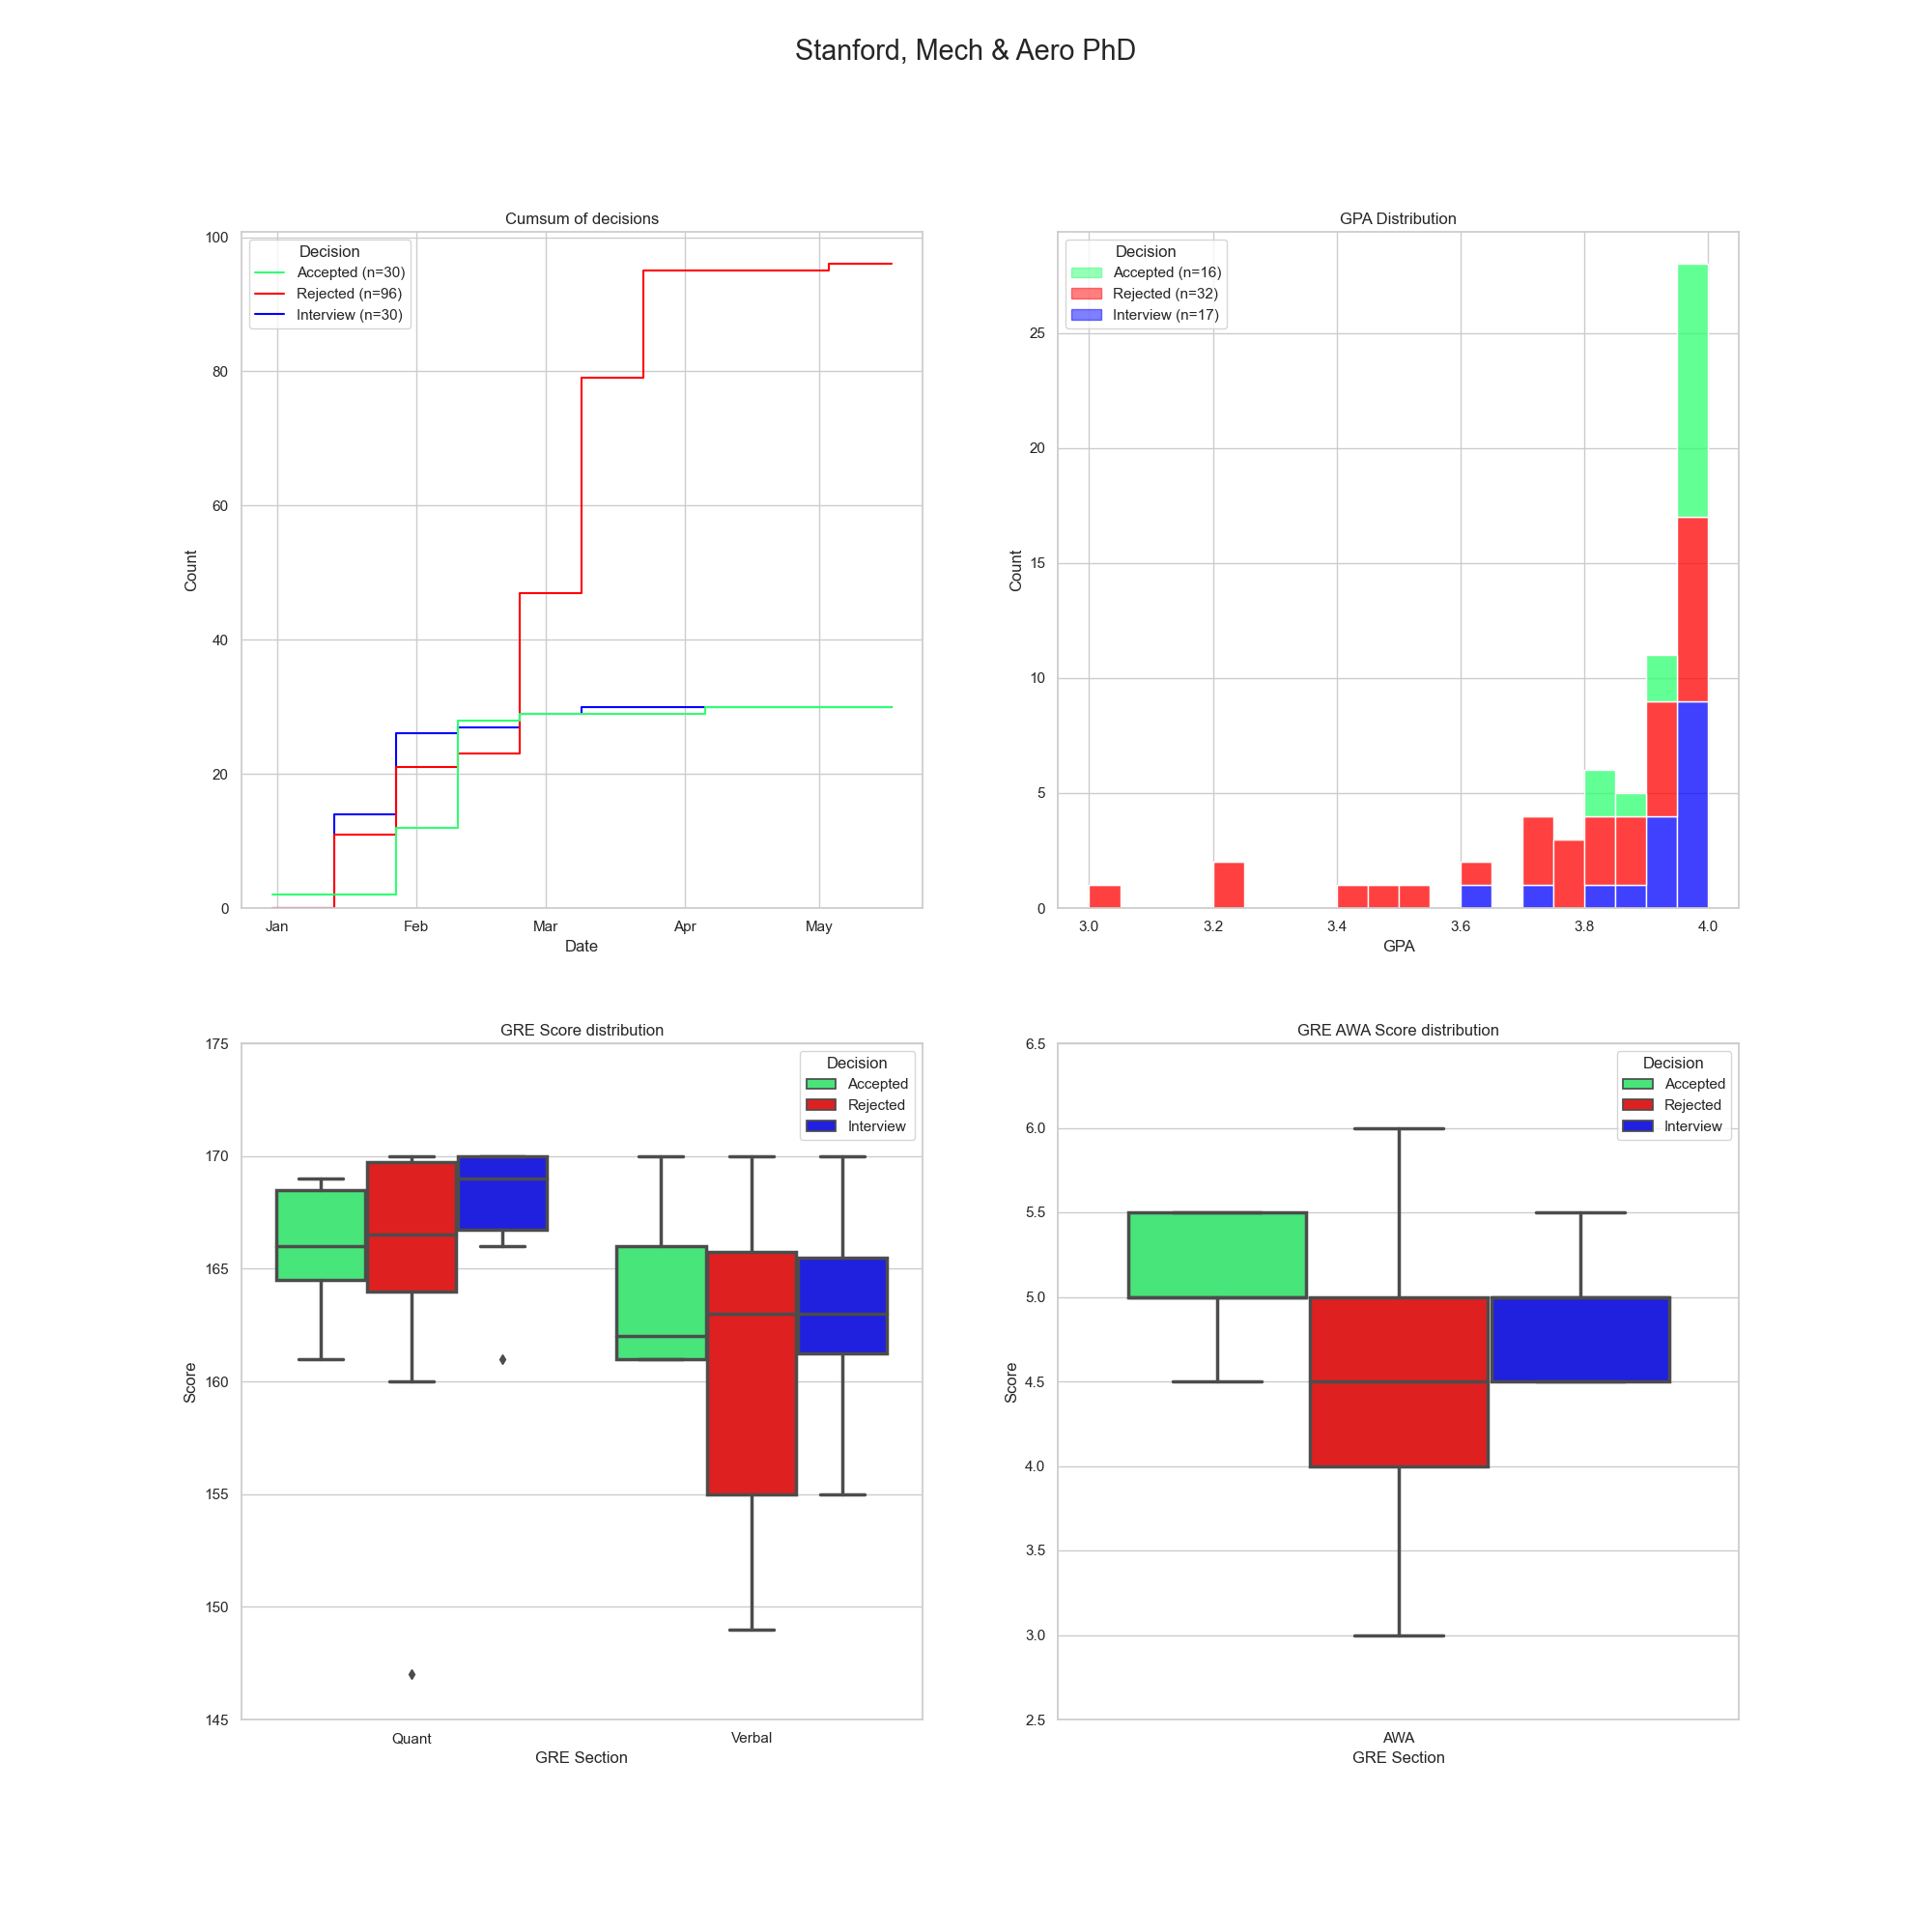 Stanford, Mech & Aero PhD
Cumsum of decisions
Decision
Accepted (n=30)
Rejected (n=96)
Interview (n=30)
100
80
60
40
20
0
Count
Jan Feb Mar Apr May
Date
GPA Distribution
Decision
Accepted (n=16)
Rejected (n=32)
Interview (n=17)
25
20
15
10
5
0
Count
3.0 3.2 3.4 3.6 3.8 4.0
GPA
GRE Score distribution
Decision
Accepted
Rejected
Interview
175
170
165
160
155
150
145
Score
Quant Verbal
GRE Section
GRE AWA Score distribution
Decision
Accepted
Rejected
Interview
6.5
6.0
5.5
5.0
4.5
4.0
3.5
3.0
2.5
Score
AWA
GRE Section